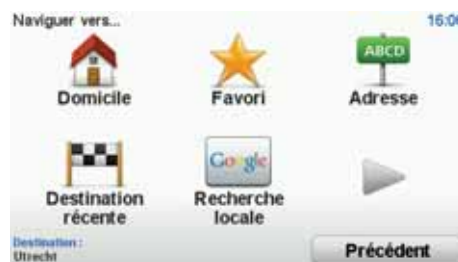 Naviguer vers...
16:00
Domicile
Favori
ABCD
Adresse
Destination
récente
Google
Recherche
locale
Destination :
Utrecht
Précédent